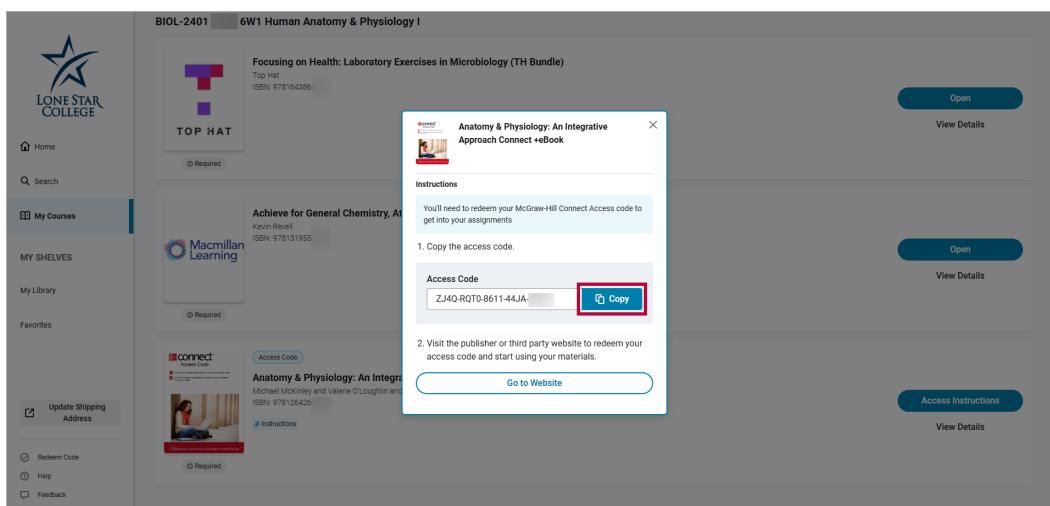 BIOL-2401 6W1 Human Anatomy & Physiology I
LONE STAR
COLLEGE
Home
Search
My Courses
MY SHELVES
My Library
Favorites
Update Shipping
Address
Redeem Code
Help
Feedback
TOP HAT
Required
Focusing on Health: Laboratory Exercises in Microbiology (TH Bundle)
Top Hat
ISBN: 978164386
Open
View Details
Macmillan
Learning
Required
Achieve for General Chemistry, At
Kevin Revell
ISBN: 978131955
Open
View Details
connect
Access Code
Required
Access Code
Anatomy & Physiology: An Integra
Michael McKinley and Valerie O'Loughlin and
ISBN: 978126426
Instructions
Access Instructions
View Details
connect
Anatomy & Physiology: An Integrative
Approach Connect +eBook
Instructions
You'll need to redeem your McGraw-Hill Connect Access code to
get into your assignments
1. Copy the access code.
Access Code
ZJ4Q-RQT0-8611-44JA-
Copy
2. Visit the publisher or third party website to redeem your
access code and start using your materials.
Go to Website